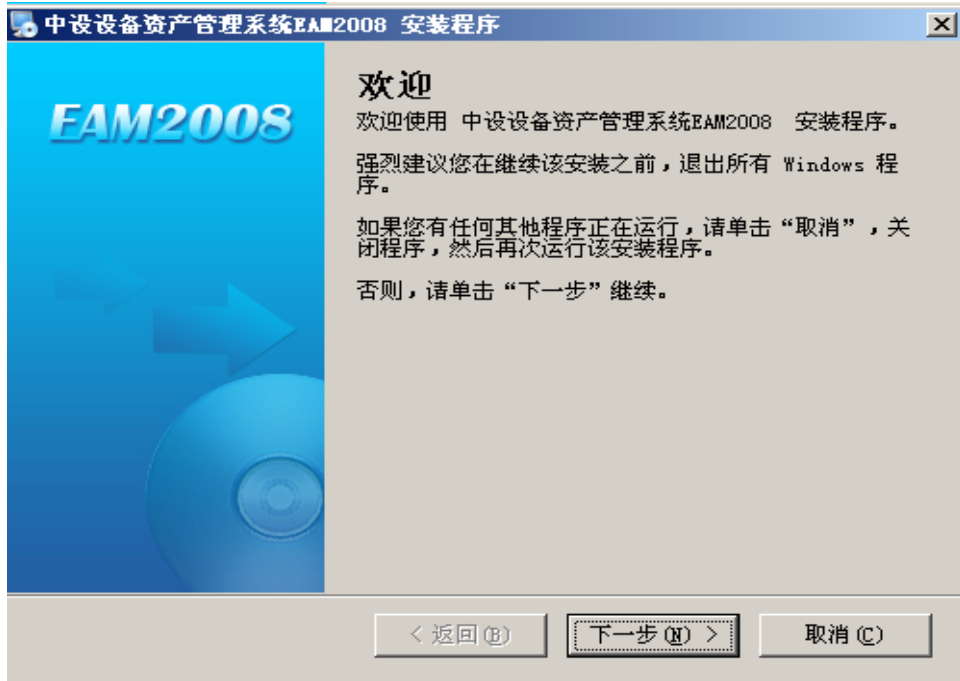 中设设备资产管理系统EAM2008 安装程序
EAM2008
欢迎
欢迎使用 中设设备资产管理系统EAM2008 安装程序。
强烈建议您在继续该安装之前，退出所有 Windows 程
序。
如果您有任何其他程序正在运行，请单击“取消”，关
闭程序，然后再次运行该安装程序。
否则，请单击“下一步”继续。
< 返回(B)
下一步(N) >
取消(C)